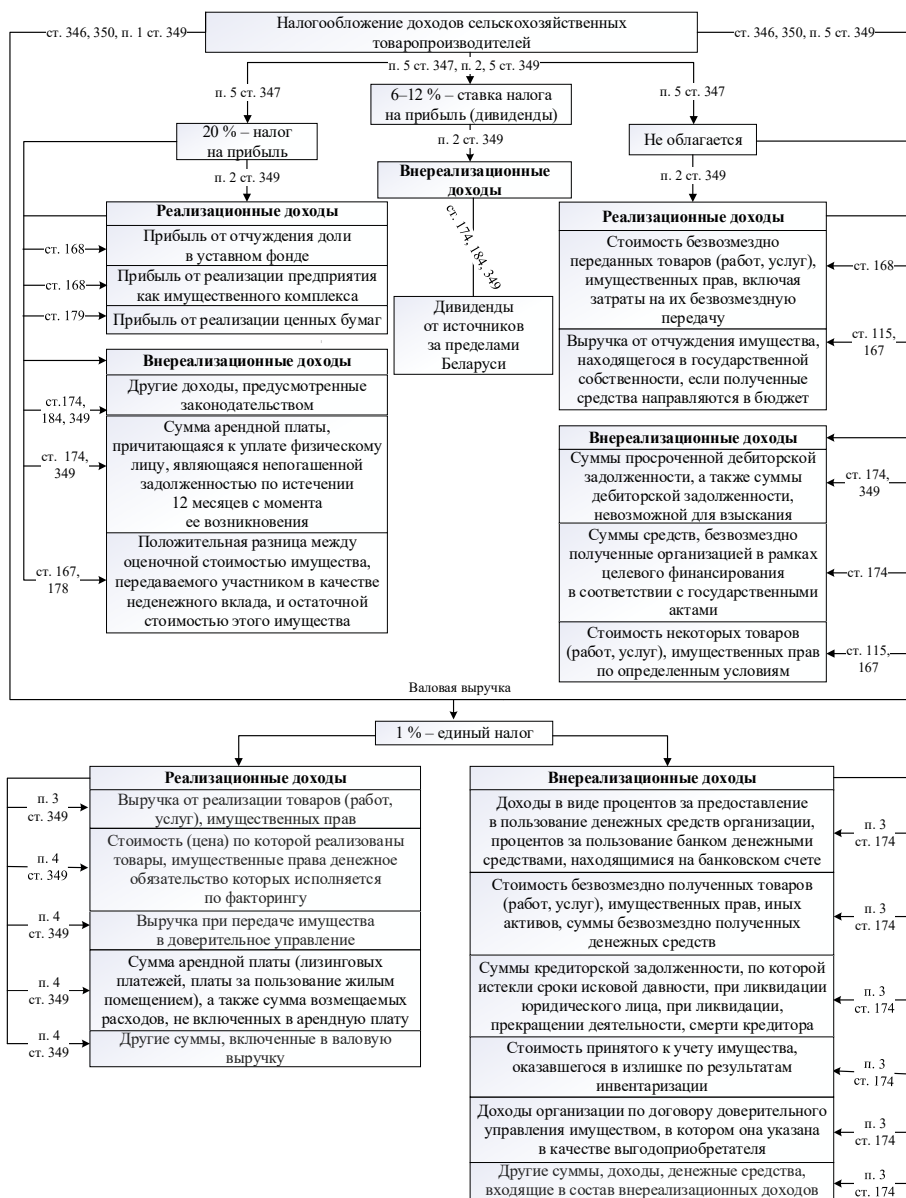 Налогообложение доходов сельскохозяйственных
товаропроизводителей
ст. 346, 350, п. 1 ст. 349
ст. 346, 350, п. 5 ст. 349
п. 5 ст. 347, п. 2, 5 ст. 349
п. 5 ст. 347
20 % – налог
на прибыль
п. 2 ст. 349
6–12 % – ставка налога
на прибыль (дивиденды)
п. 2 ст. 349
п. 5 ст. 347
Не облагается
п. 2 ст. 349
Реализационные доходы
ст. 168
Прибыль от отчуждения доли
в уставном фонде
ст. 168
Прибыль от реализации предприятия
как имущественного комплекса
ст. 179
Прибыль от реализации ценных бумаг
Внереализационные доходы
ст.174,
184, 349
Другие доходы, предусмотренные
законодательством
ст. 174,
349
Сумма арендной платы,
причитающаяся к уплате физическому
лицу, являющаяся непогашенной
задолженностью по истечении
12 месяцев с момента
ее возникновения
ст. 167,
178
Положительная разница между
оценочной стоимостью имущества,
передаваемого участником в качестве
неденежного вклада, и остаточной
стоимостью этого имущества
Внереализационные
доходы
ст. 174, 184, 349
Дивиденды
от источников
за пределами
Беларуси
Реализационные доходы
Стоимость безвозмездно
переданных товаров (работ, услуг),
имущественных прав, включая
затраты на их безвозмездную
передачу
ст. 168
Выручка от отчуждения имущества,
находящегося в государственной
собственности, если полученные
средства направляются в бюджет
ст. 115,
167
Внереализационные доходы
Суммы просроченной дебиторской
задолженности, а также суммы
дебиторской задолженности,
невозможной для взыскания
ст. 174,
349
Суммы средств, безвозмездно
полученные организацией в рамках
целевого финансирования
в соответствии с государственными
актами
ст. 174
Стоимость некоторых товаров
(работ, услуг), имущественных прав
по определенным условиям
ст. 115,
167
Валовая выручка
1 % – единый налог
Реализационные доходы
п. 3
ст. 349
Выручка от реализации товаров (работ,
услуг), имущественных прав
п. 4
ст. 349
Стоимость (цена) по которой реализованы
товары, имущественные права денежное
обязательство которых исполняется
по факторингу
п. 4
ст. 349
Выручка при передаче имущества
в доверительное управление
п. 4
ст. 349
Сумма арендной платы (лизинговых
платежей, платы за пользование жилым
помещением), а также сумма возмещаемых
расходов, не включенных в арендную плату
п. 4
ст. 349
Другие суммы, включенные в валовую
выручку
Внереализационные доходы
Доходы в виде процентов за предоставление
в пользование денежных средств организации,
процентов за пользование банком денежными
средствами, находящимися на банковском счете
п. 3
ст. 174
Стоимость безвозмездно полученных товаров
(работ, услуг), имущественных прав, иных
активов, суммы безвозмездно полученных
денежных средств
п. 3
ст. 174
Суммы кредиторской задолженности, по которой
истекли сроки исковой давности, при ликвидации
юридического лица, при ликвидации,
прекращении деятельности, смерти кредитора
п. 3
ст. 174
Стоимость принятого к учету имущества,
оказавшегося в излишке по результатам
инвентаризации
п. 3
ст. 174
Доходы организации по договору доверительного
управления имуществом, в котором она указана
в качестве выгодоприобретателя
п. 3
ст. 174
Другие суммы, доходы, денежные средства,
входящие в состав внереализационных доходов
п. 3
ст. 174